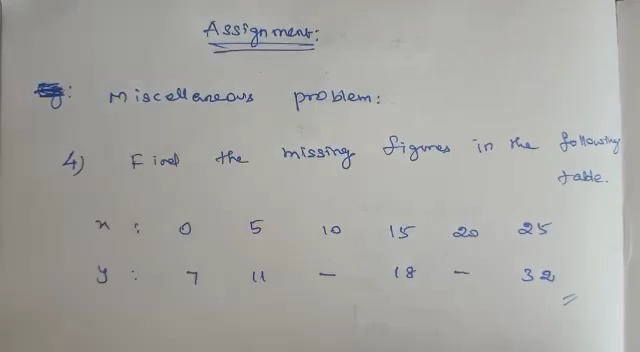 Assignment:
Miscellaneous problem:
4) Find the missing figures in the following
table.
x : 0 5 10 15 20 25
y : 7 11 — 18 — 32